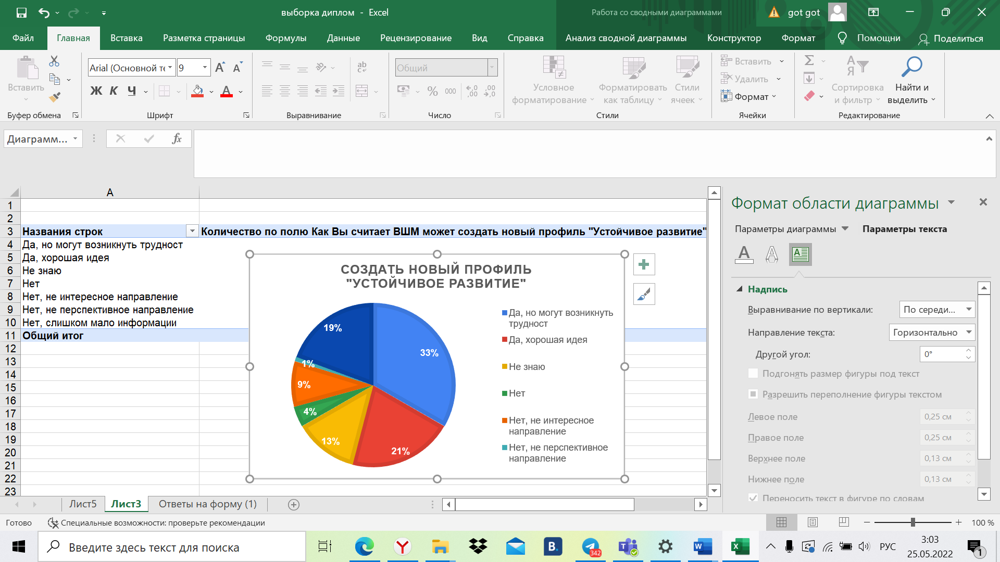 выборка диплом - Excel
Работа со сводными диаграммами
got got
Файл
Главная
Вставка
Разметка страницы
Формулы
Данные
Рецензирование
Вид
Справка
Анализ сводной диаграммы
Конструктор
Формат
Помощни
Поделиться
Вставить
Буфер обмена
Arial (Основной те
9
Ж К Ч
Шрифт
Выравнивание
Общий
% 000
Число
Условное
форматирование
Форматировать
как таблицу
Стили
ячеек
Стили
Вставить
Удалить
Формат
Ячейки
Сортировка
и фильтр
Найти и
выделить
Редактирование
Диаграмм...
fx
A
1
2
3 Названия строк Количество по полю Как Вы считает ВШМ может создать новый профиль "Устойчивое развитие"
4 Да, но могут возникнуть трудност
5 Да, хорошая идея
6 Не знаю
7 Нет
8 Нет, не интересное направление
9 Нет, не перспективное направление
10 Нет, слишком мало информации
11 Общий итог
12
13
14
15
16
17
18
19
20
21
22
23
СОЗДАТЬ НОВЫЙ ПРОФИЛЬ
"УСТОЙЧИВОЕ РАЗВИТИЕ"
33%
21%
13%
4%
9%
1%
19%
Да, но могут возникнуть
трудност
Да, хорошая идея
Не знаю
Нет
Нет, не интересное
направление
Нет, не перспективное
направление
Формат области диаграммы
Параметры диаграммы
Параметры текста
Надпись
Выравнивание по вертикали: По середи...
Направление текста: Горизонтально
Другой угол: 0°
Подгонять размер фигуры под текст
Разрешить переполнение фигуры текстом
Левое поле 0,25 см
Правое поле 0,25 см
Верхнее поле 0,13 см
Нижнее поле 0,13 см
Переносить текст в фигуре по словам
Лист5
Лист3
Ответы на форму (1)
Готово
Специальные возможности: проверьте рекомендации
100 %
Введите здесь текст для поиска
342
РУС
3:03
25.05.2022
1